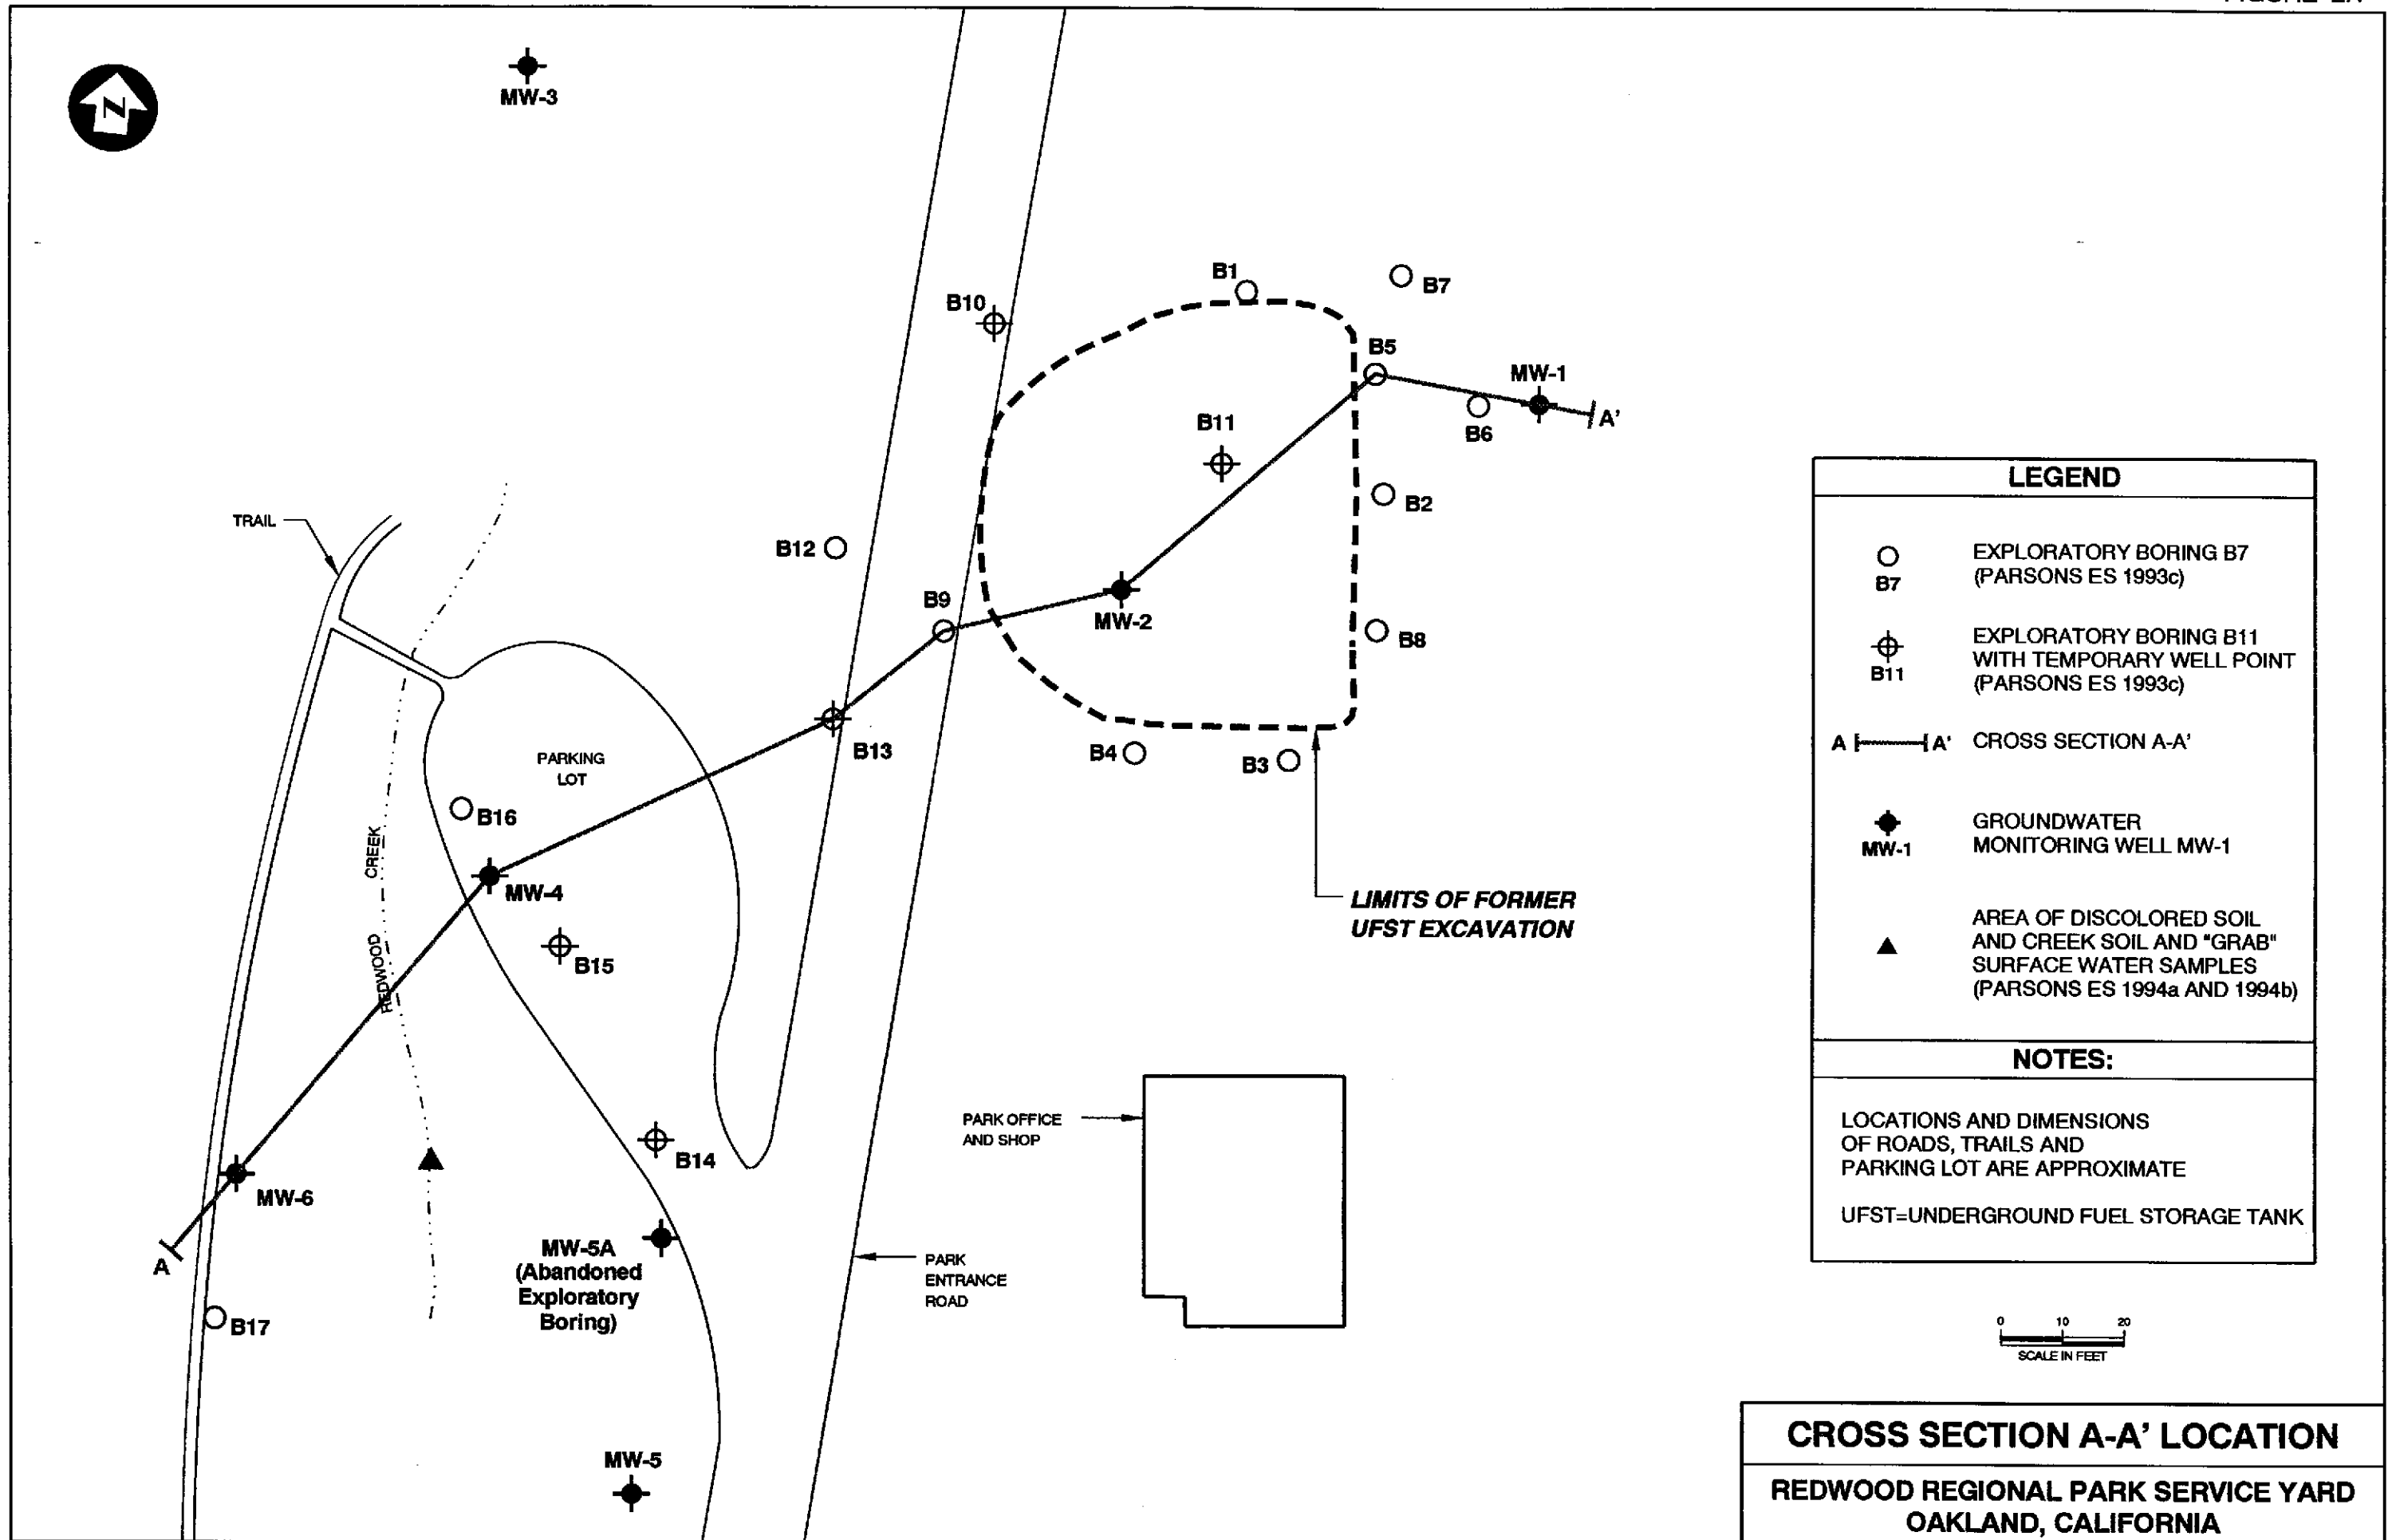 N
MW-3
B1
B7
B10
B5
MW-1
A'
B11
B6
B2
TRAIL
B12
B9
MW-2
B8
B13
B4
B3
PARKING
LOT
B16
REDWOOD CREEK
MW-4
B15
LIMITS OF FORMER
UFST EXCAVATION
PARK OFFICE
AND SHOP
B14
MW-6
A
MW-5A
(Abandoned
Exploratory
Boring)
PARK
ENTRANCE
ROAD
B17
MW-5
LEGEND
B7
EXPLORATORY BORING B7
(PARSONS ES 1993c)
B11
EXPLORATORY BORING B11
WITH TEMPORARY WELL POINT
(PARSONS ES 1993c)
A A' CROSS SECTION A-A'
MW-1
GROUNDWATER
MONITORING WELL MW-1
AREA OF DISCOLORED SOIL
AND CREEK SOIL AND "GRAB"
SURFACE WATER SAMPLES
(PARSONS ES 1994a AND 1994b)
NOTES:
LOCATIONS AND DIMENSIONS
OF ROADS, TRAILS AND
PARKING LOT ARE APPROXIMATE
UFST=UNDERGROUND FUEL STORAGE TANK
0 10 20
SCALE IN FEET
CROSS SECTION A-A' LOCATION
REDWOOD REGIONAL PARK SERVICE YARD
OAKLAND, CALIFORNIA